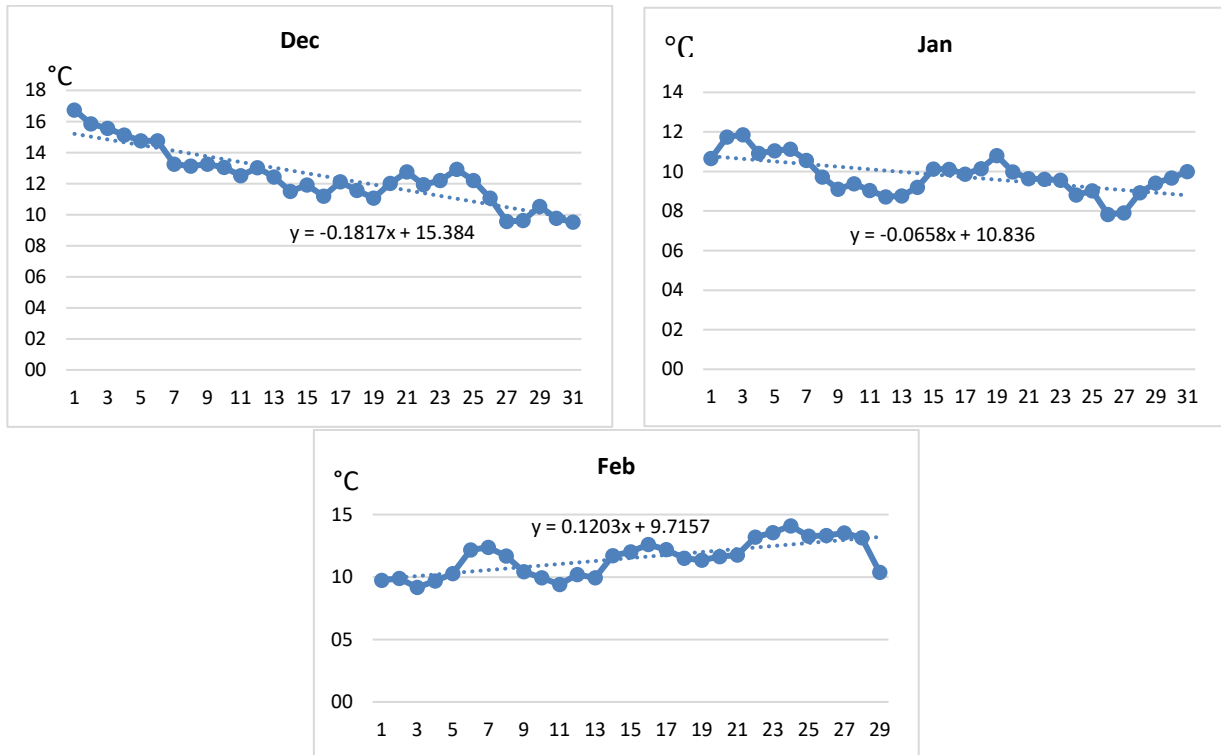 Dec
°C
18
16
14
12
10
08
06
04
02
00
y = -0.1817x + 15.384
1 3 5 7 9 11 13 15 17 19 21 23 25 27 29 31
Jan
°C
14
12
10
08
06
04
02
00
y = -0.0658x + 10.836
1 3 5 7 9 11 13 15 17 19 21 23 25 27 29 31
Feb
°C
15
10
05
00
y = 0.1203x + 9.7157
1 3 5 7 9 11 13 15 17 19 21 23 25 27 29